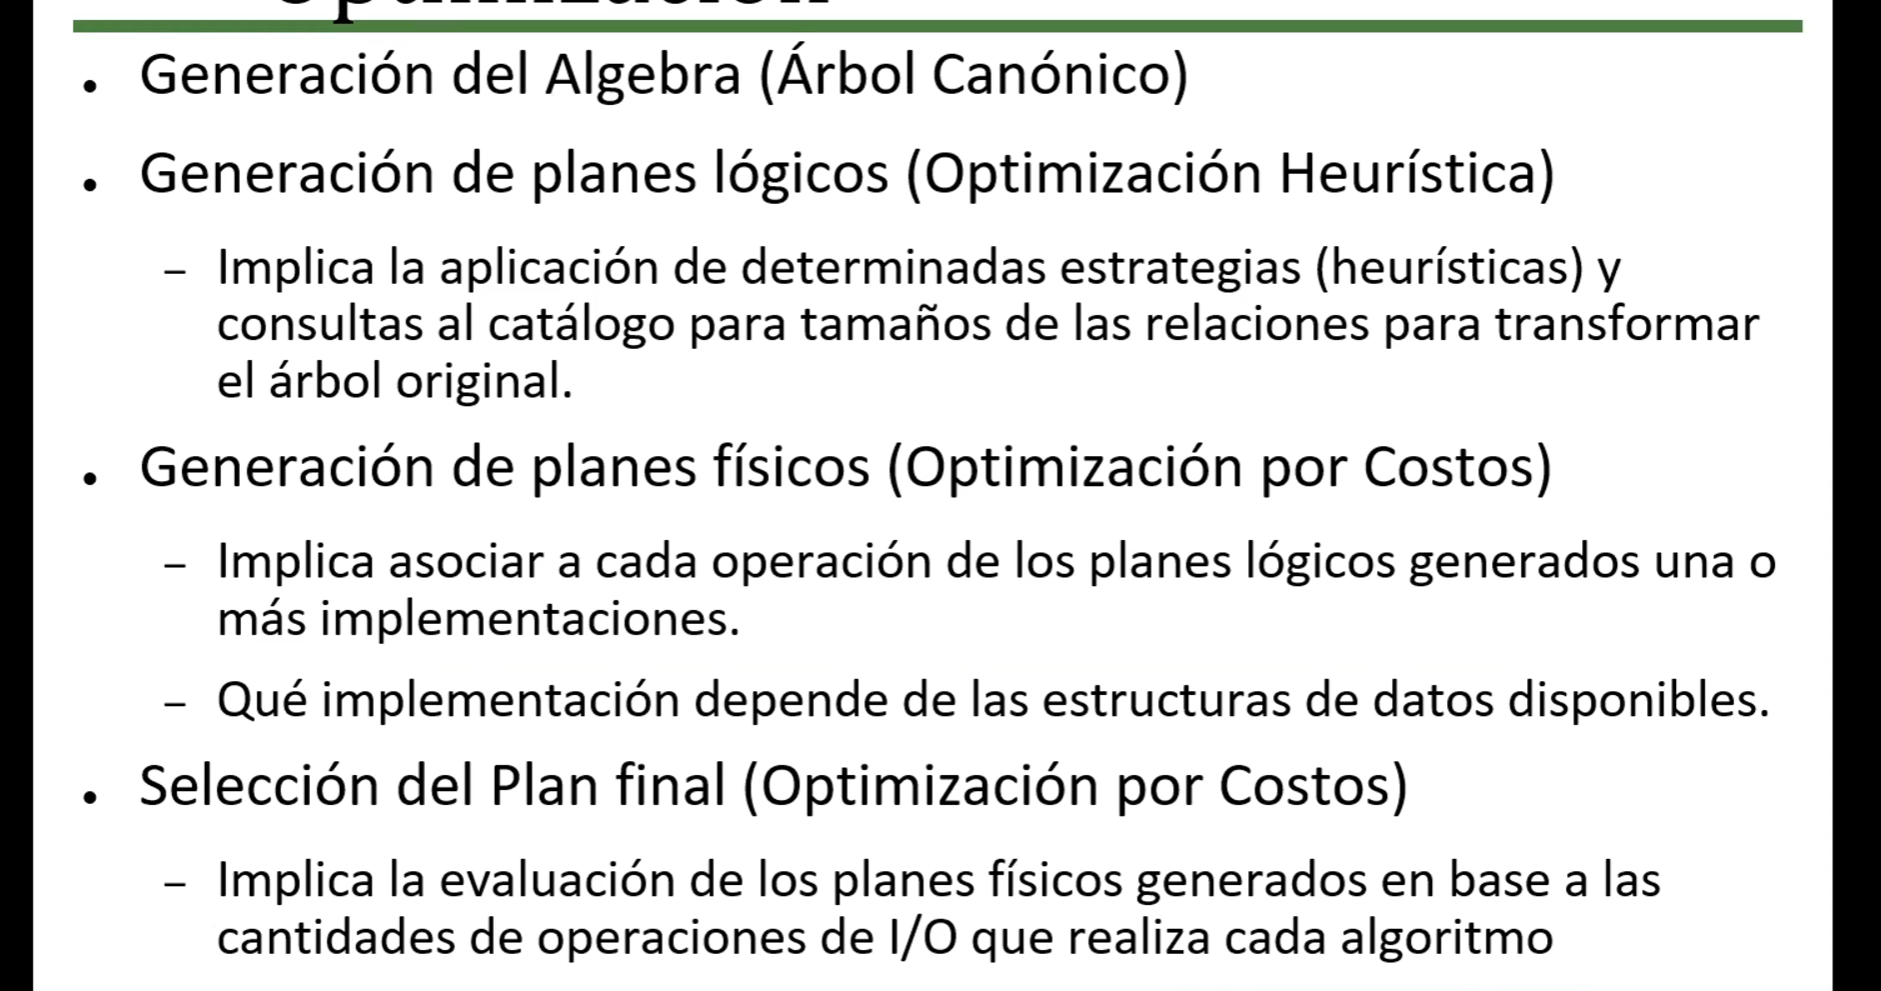 Optimización
• Generación del Algebra (Árbol Canónico)
• Generación de planes lógicos (Optimización Heurística)
– Implica la aplicación de determinadas estrategias (heurísticas) y
consultas al catálogo para tamaños de las relaciones para transformar
el árbol original.
• Generación de planes físicos (Optimización por Costos)
– Implica asociar a cada operación de los planes lógicos generados una o
más implementaciones.
– Qué implementación depende de las estructuras de datos disponibles.
• Selección del Plan final (Optimización por Costos)
– Implica la evaluación de los planes físicos generados en base a las
cantidades de operaciones de I/O que realiza cada algoritmo